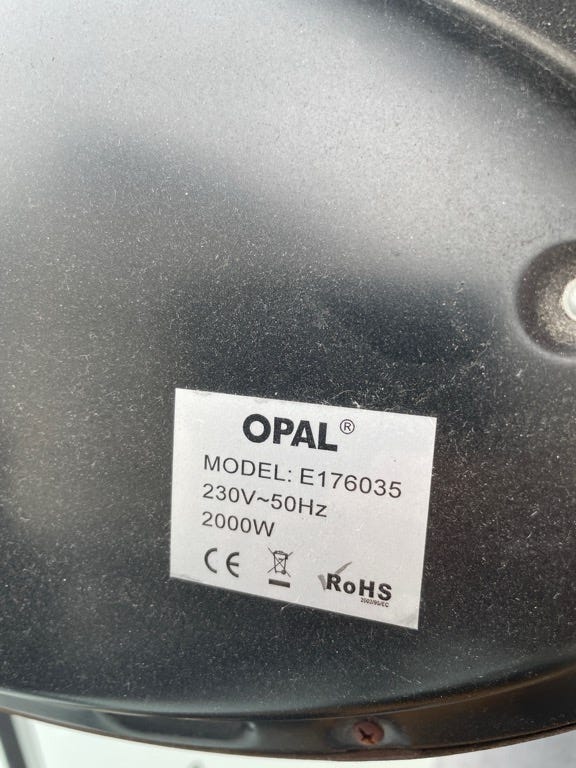 OPAL®
MODEL: E176035
230V~50Hz
2000W
CE RoHS
2002/95/EC